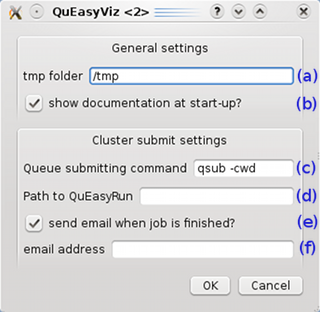 QuEasyViz <2>
General settings
tmp folder /tmp (a)
show documentation at start-up? (b)
Cluster submit settings
Queue submitting command qsub -cwd (c)
Path to QuEasyRun (d)
send email when job is finished? (e)
email address (f)
OK Cancel